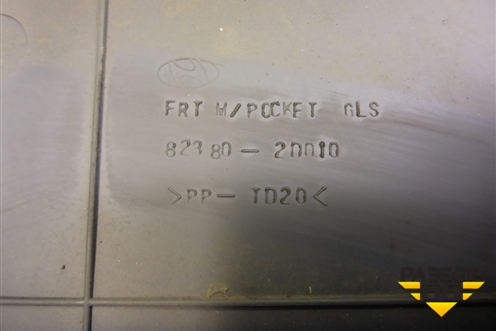 FRT M/POCKET GLS
82380-2D010
>PP-TD20<